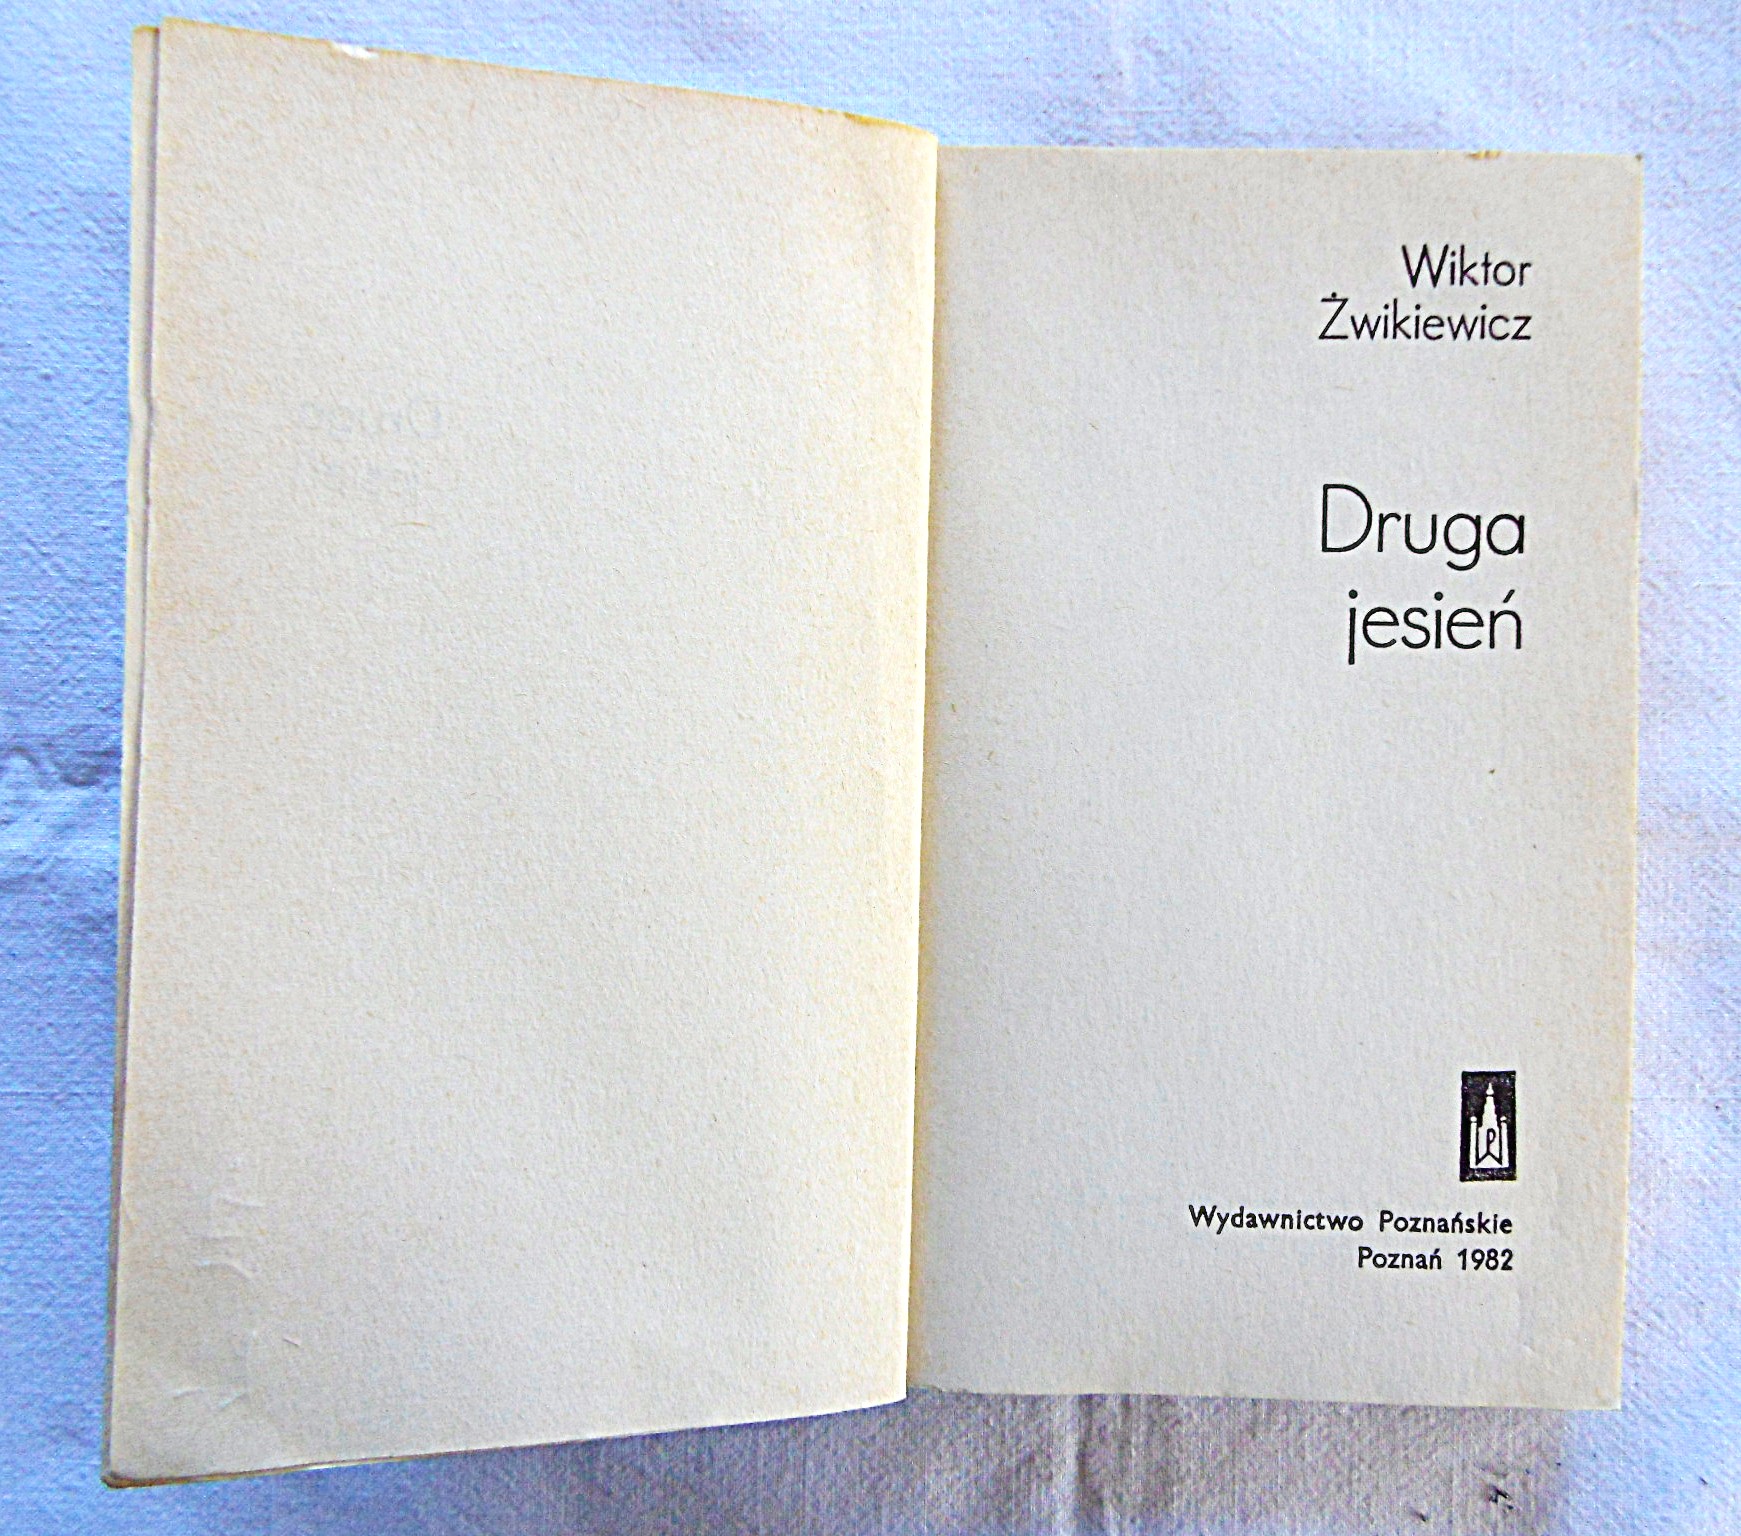 Wiktor
Żwikiewicz
Druga
jesień
Wydawnictwo Poznańskie
Poznań 1982